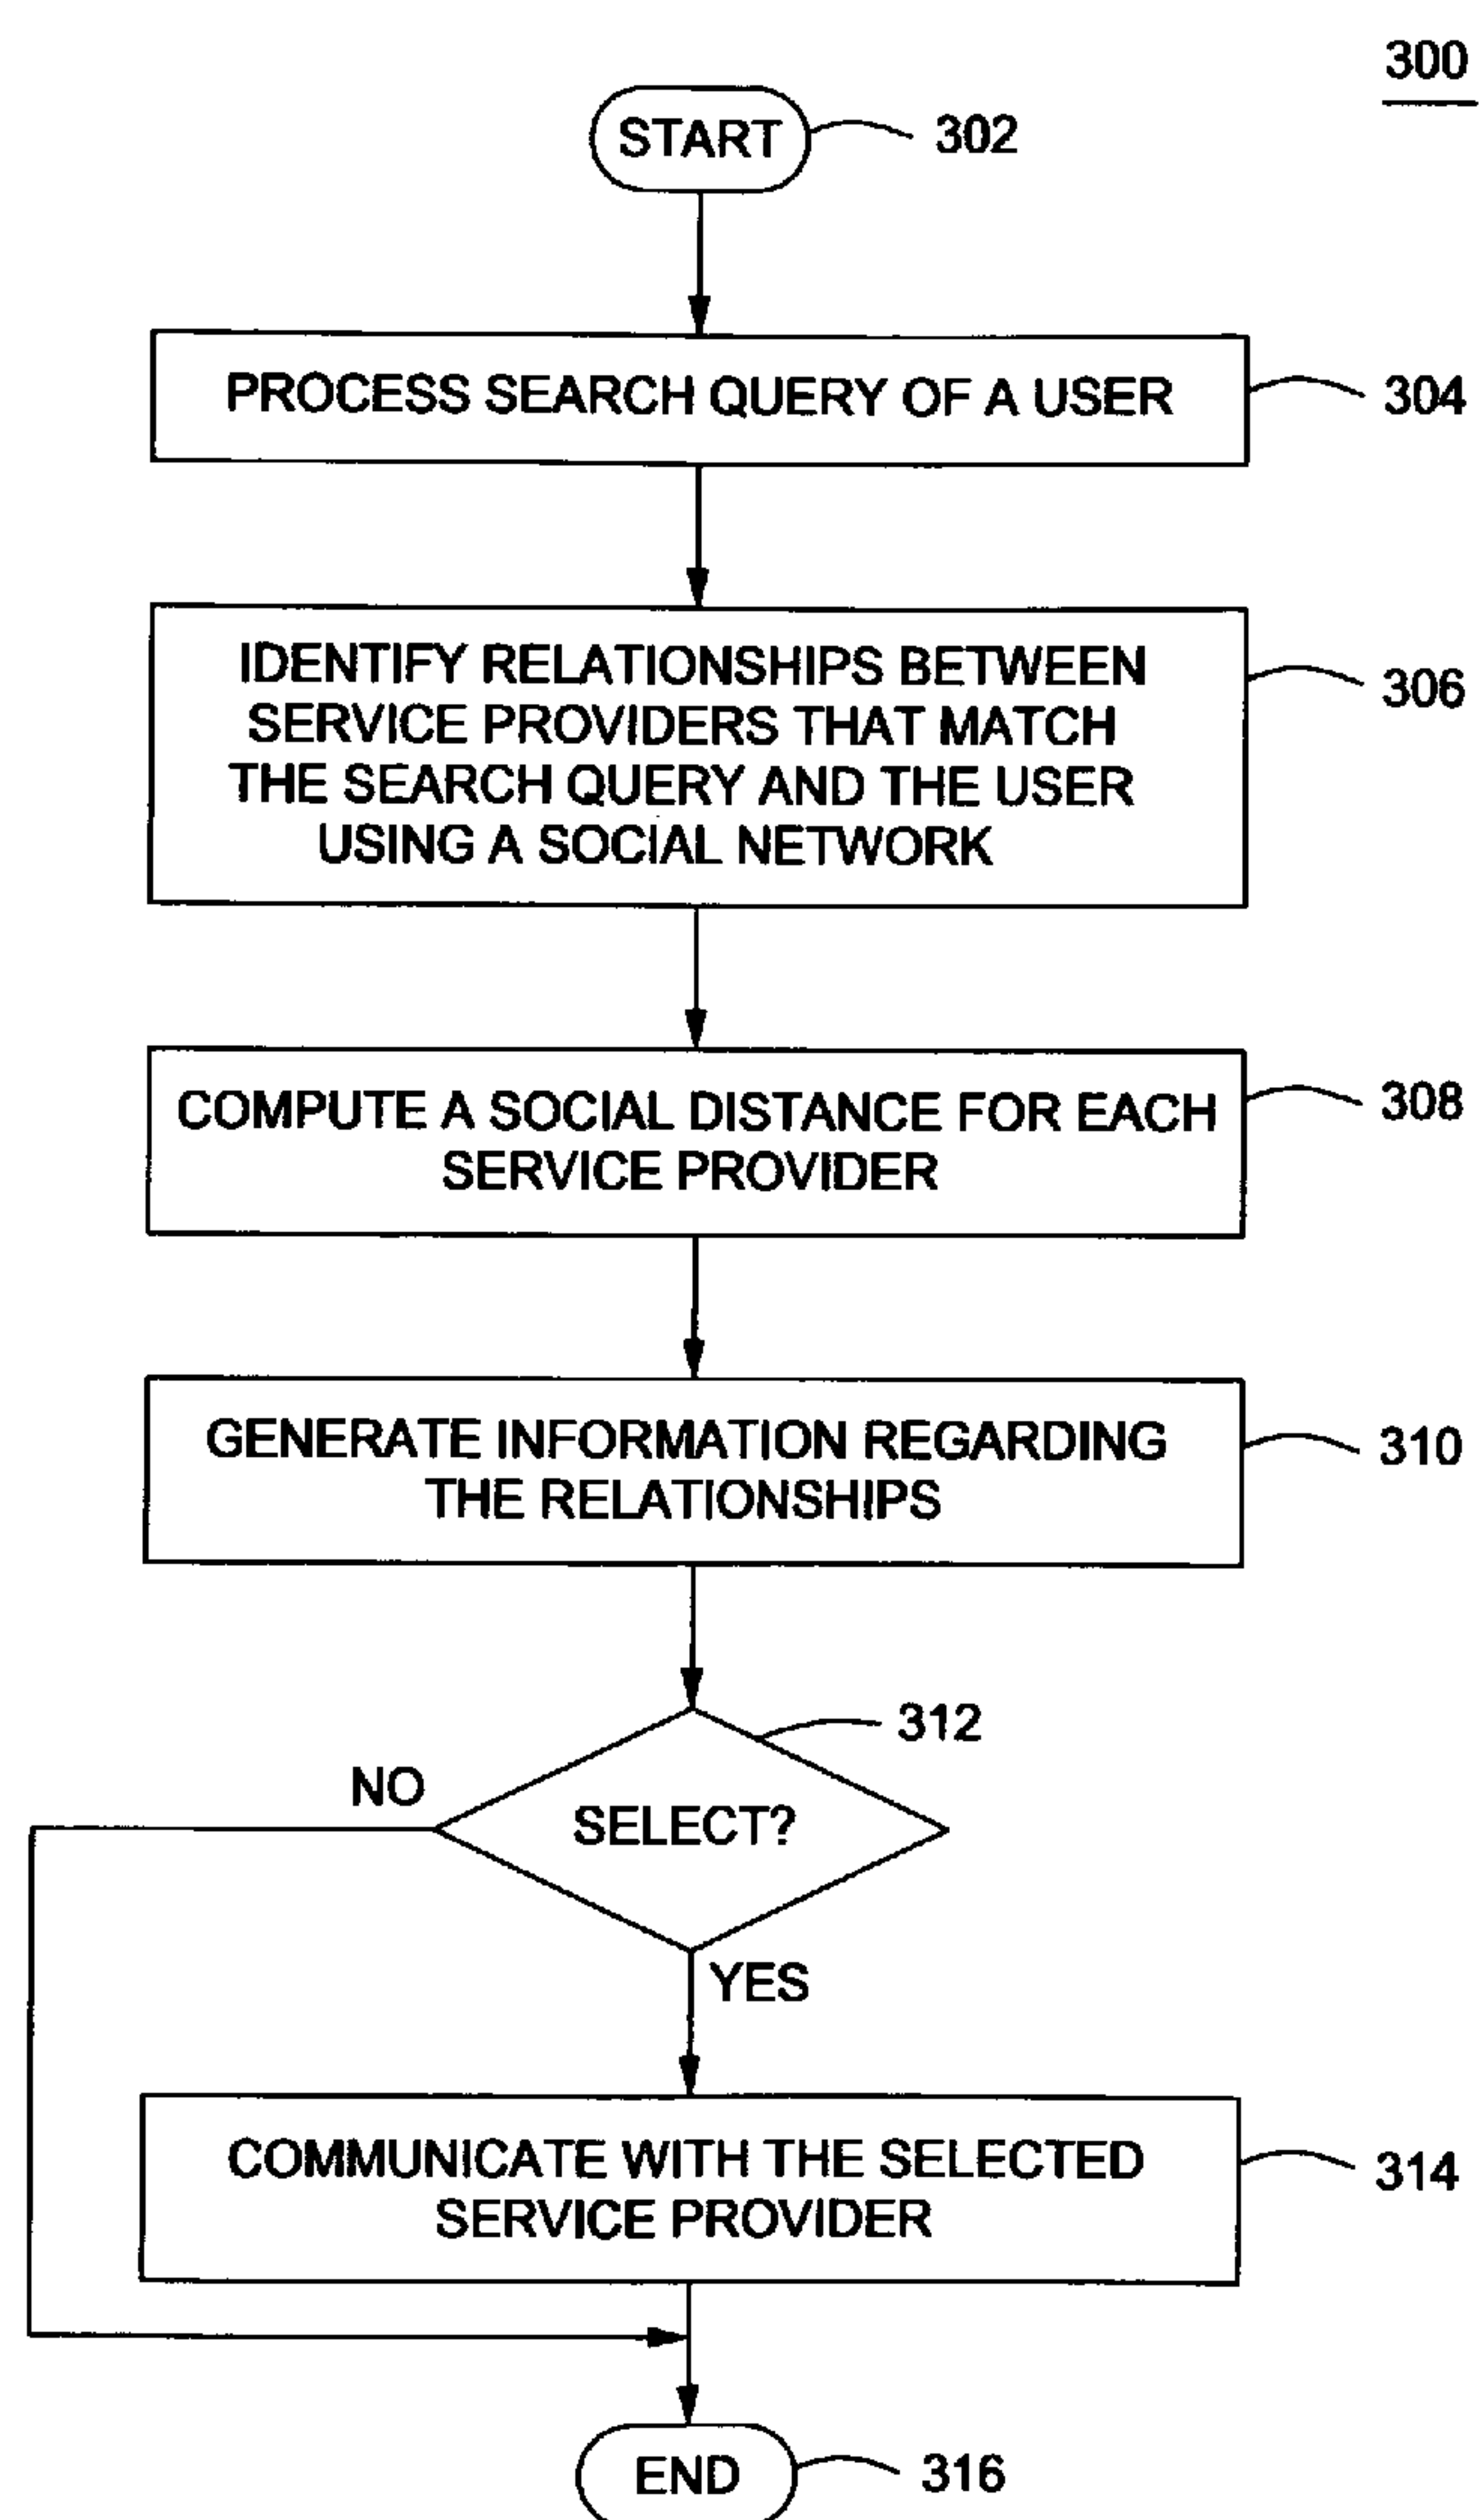 300
START
302
PROCESS SEARCH QUERY OF A USER
304
IDENTIFY RELATIONSHIPS BETWEEN
SERVICE PROVIDERS THAT MATCH
THE SEARCH QUERY AND THE USER
USING A SOCIAL NETWORK
306
COMPUTE A SOCIAL DISTANCE FOR EACH
SERVICE PROVIDER
308
GENERATE INFORMATION REGARDING
THE RELATIONSHIPS
310
312
NO
SELECT?
YES
COMMUNICATE WITH THE SELECTED
SERVICE PROVIDER
314
END
316